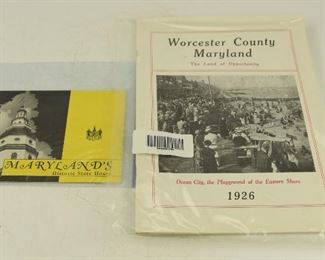 MARYLAND'S
Historic State House
Worcester County
Maryland
The Land of Opportunity
Ocean City, the Playground of the Eastern Shore
1926